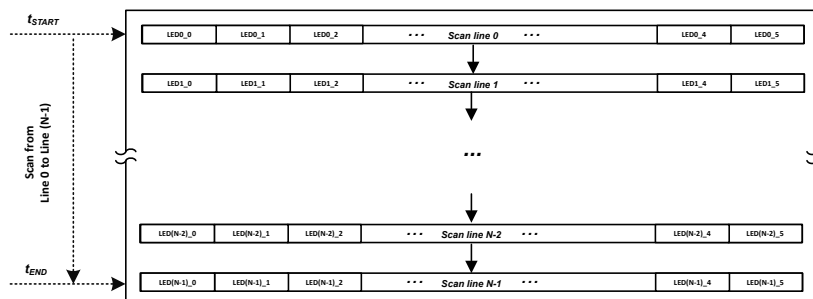 tSTART
LED0_0 LED0_1 LED0_2 ··· Scan line 0 ··· LED0_4 LED0_5
LED1_0 LED1_1 LED1_2 ··· Scan line 1 ··· LED1_4 LED1_5
Scan from
Line 0 to Line (N-1)
...
LED(N-2)_0 LED(N-2)_1 LED(N-2)_2 ··· Scan line N-2 ··· LED(N-2)_4 LED(N-2)_5
tEND
LED(N-1)_0 LED(N-1)_1 LED(N-1)_2 ··· Scan line N-1 ··· LED(N-1)_4 LED(N-1)_5